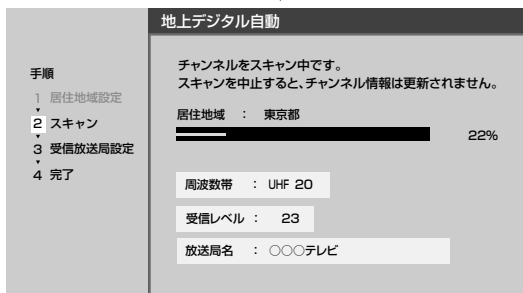 地上デジタル自動
手順
1 居住地域設定
2 スキャン
3 受信放送局設定
4 完了
チャンネルをスキャン中です。
スキャンを中止すると、チャンネル情報は更新されません。
居住地域 ： 東京都
22%
周波数帯 ： UHF 20
受信レベル ： 23
放送局名 ： ○○○テレビ